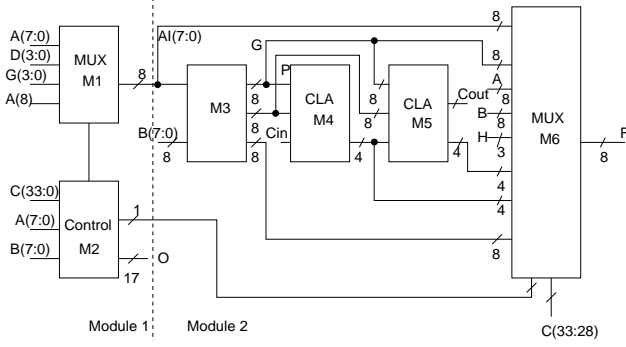 A(7:0)
D(3:0)
G(3:0)
A(8)
MUX
M1
8
AI(7:0)
B(7:0)
8
M3
G
P
8
8
8
Cin
CLA
M4
4
8
8
CLA
M5
Cout
4
8
8
A
8
B
8
H
3
4
4
8
MUX
M6
F
8
C(33:0)
A(7:0)
B(7:0)
Control
M2
1
O
17
Module 1
Module 2
C(33:28)